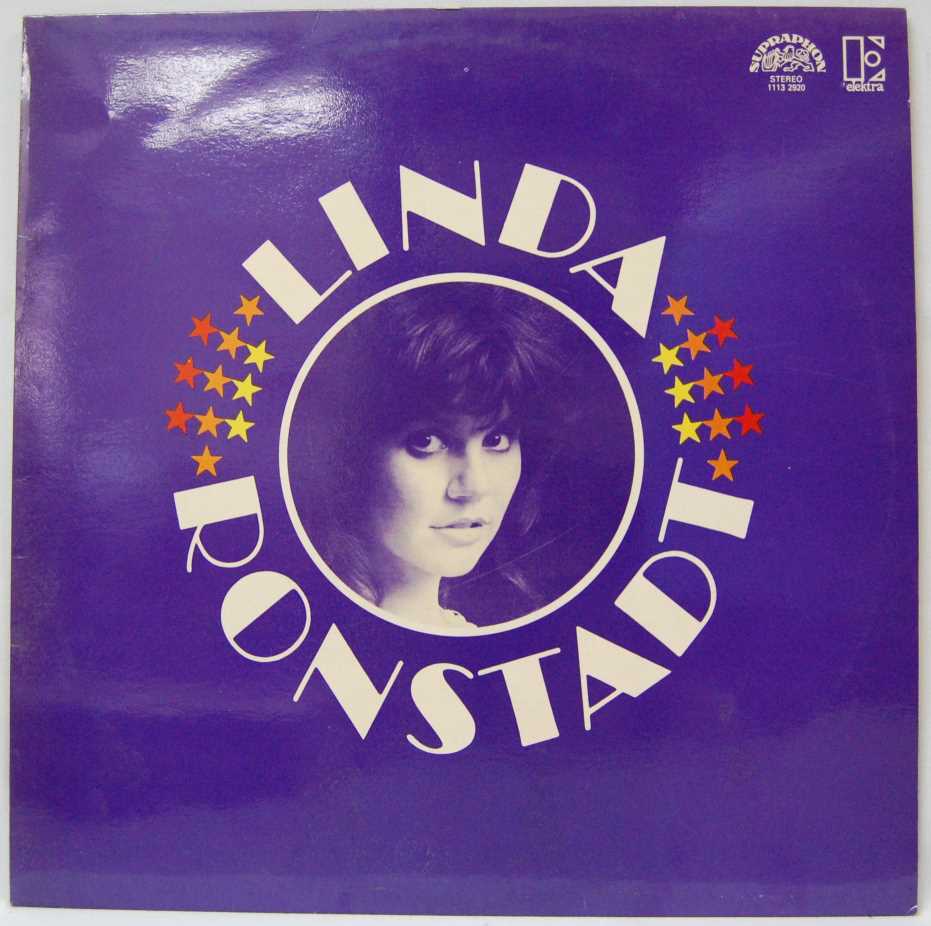 SUPRAPHON
STEREO
1113 2920
elektra
LINDA
RONSTADT